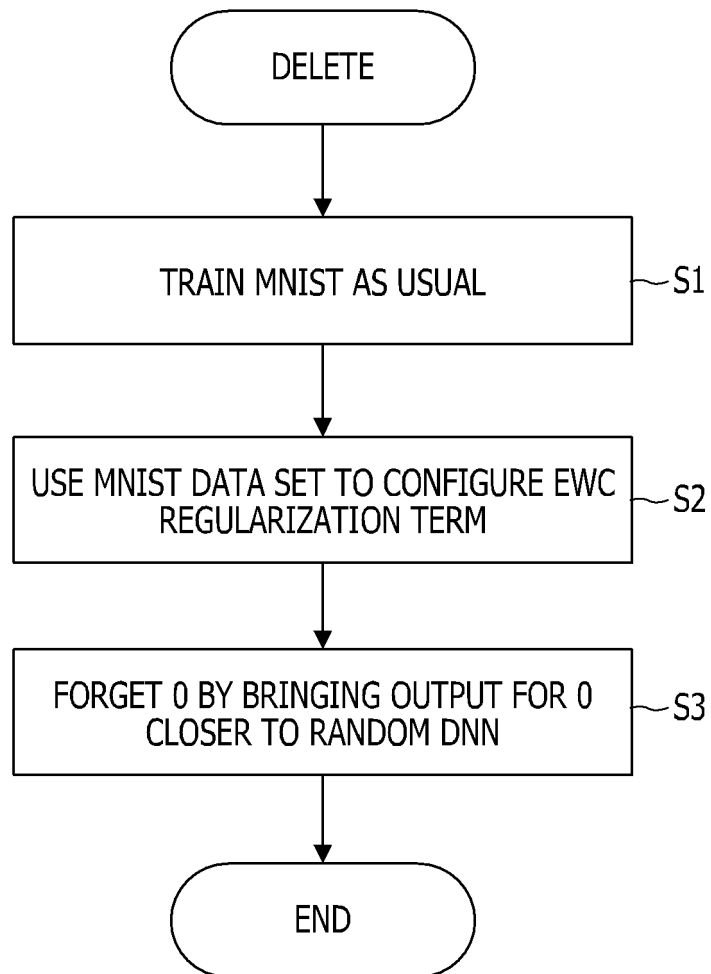 DELETE
TRAIN MNIST AS USUAL
S1
USE MNIST DATA SET TO CONFIGURE EWC
REGULARIZATION TERM
S2
FORGET 0 BY BRINGING OUTPUT FOR 0
CLOSER TO RANDOM DNN
S3
END